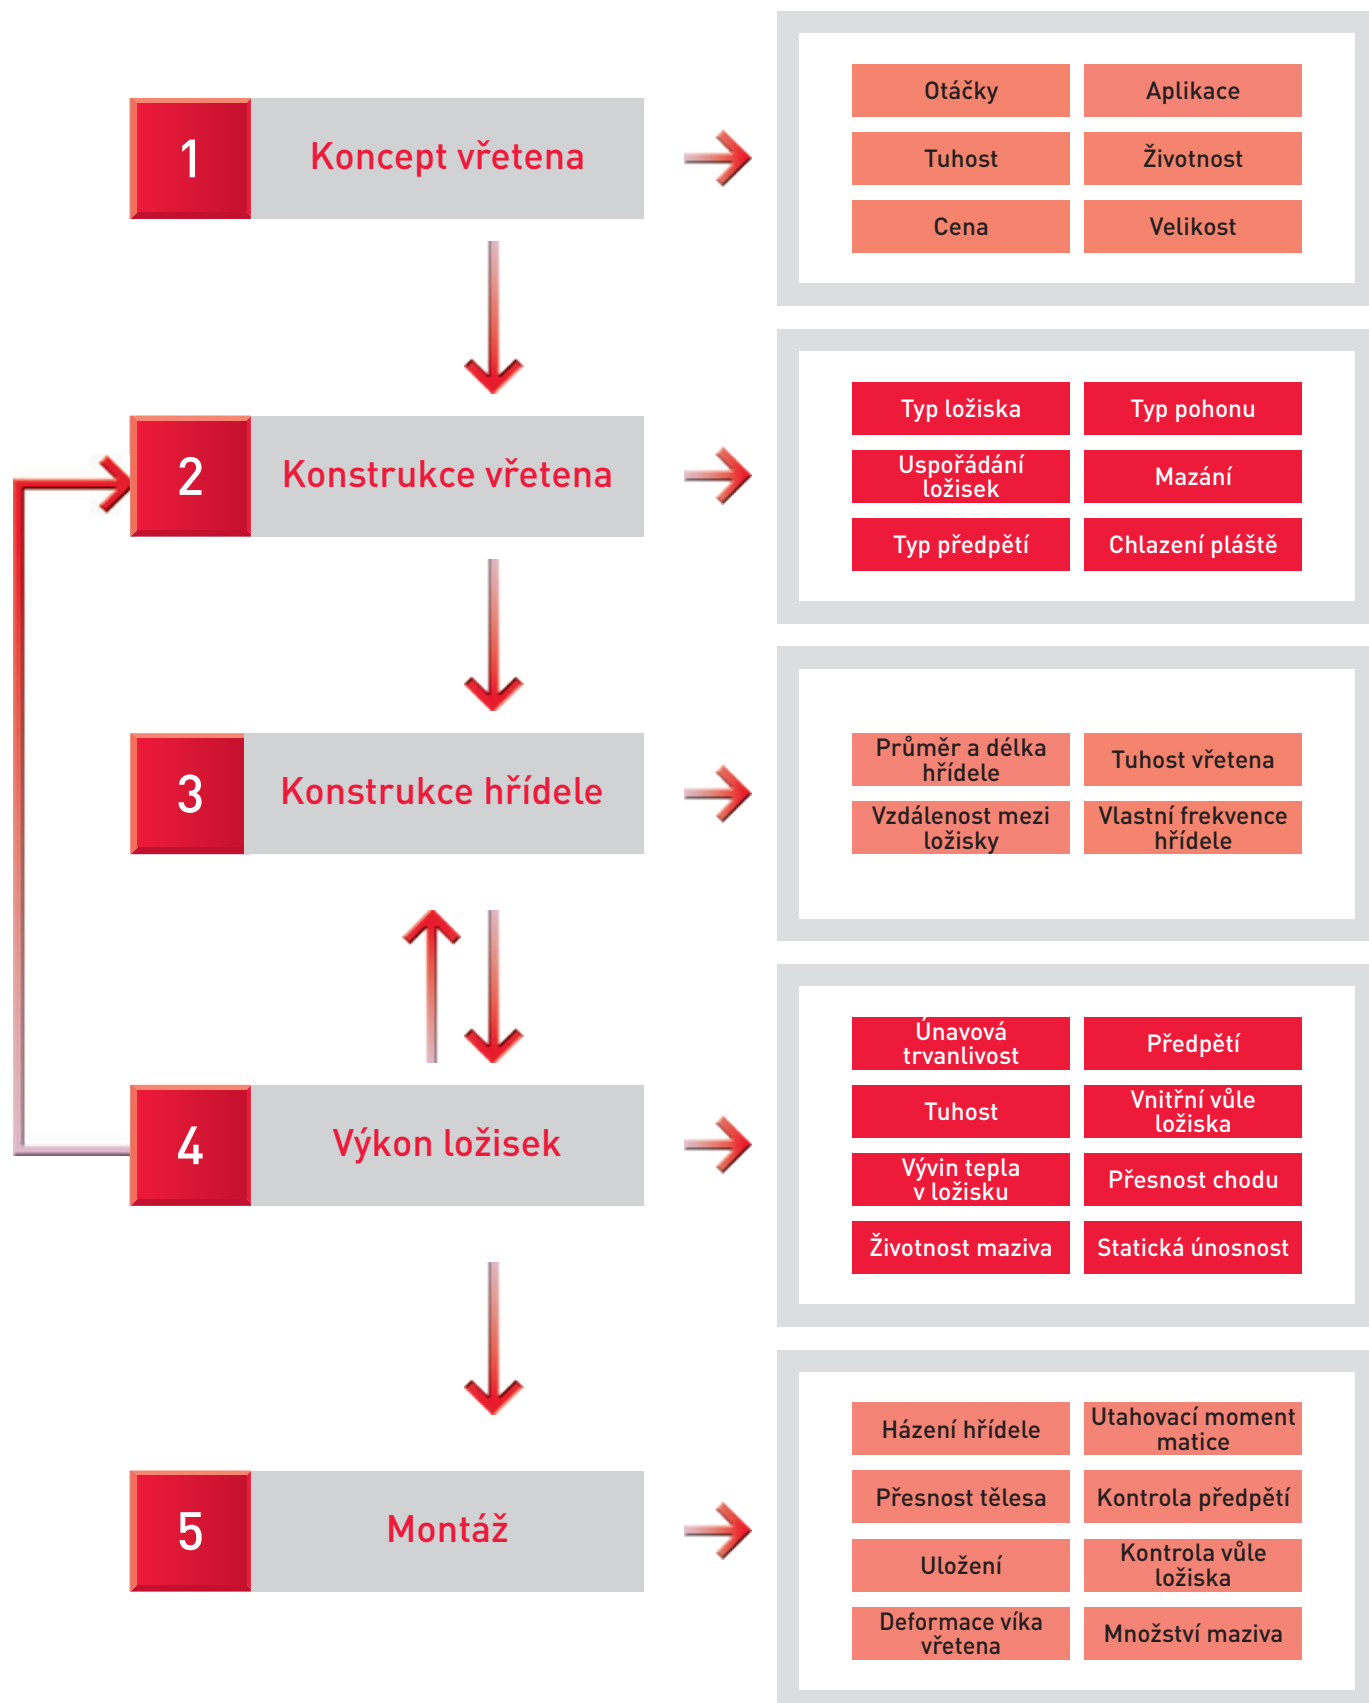 1
Koncept vřetena
Otáčky
Aplikace
Tuhost
Životnost
Cena
Velikost
2
Konstrukce vřetena
Typ ložiska
Typ pohonu
Uspořádání
ložisek
Mazání
Typ předpětí
Chlazení pláště
3
Konstrukce hřídele
Průměr a délka
hřídele
Tuhost vřetena
Vzdálenost mezi
ložisky
Vlastní frekvence
hřídele
4
Výkon ložisek
Únavová
trvanlivost
Předpětí
Tuhost
Vnitřní vůle
ložiska
Vývin tepla
v ložisku
Přesnost chodu
Životnost maziva
Statická únosnost
5
Montáž
Házení hřídele
Utahovací moment
matice
Přesnost tělesa
Kontrola předpětí
Uložení
Kontrola vůle
ložiska
Deformace víka
vřetena
Množství maziva